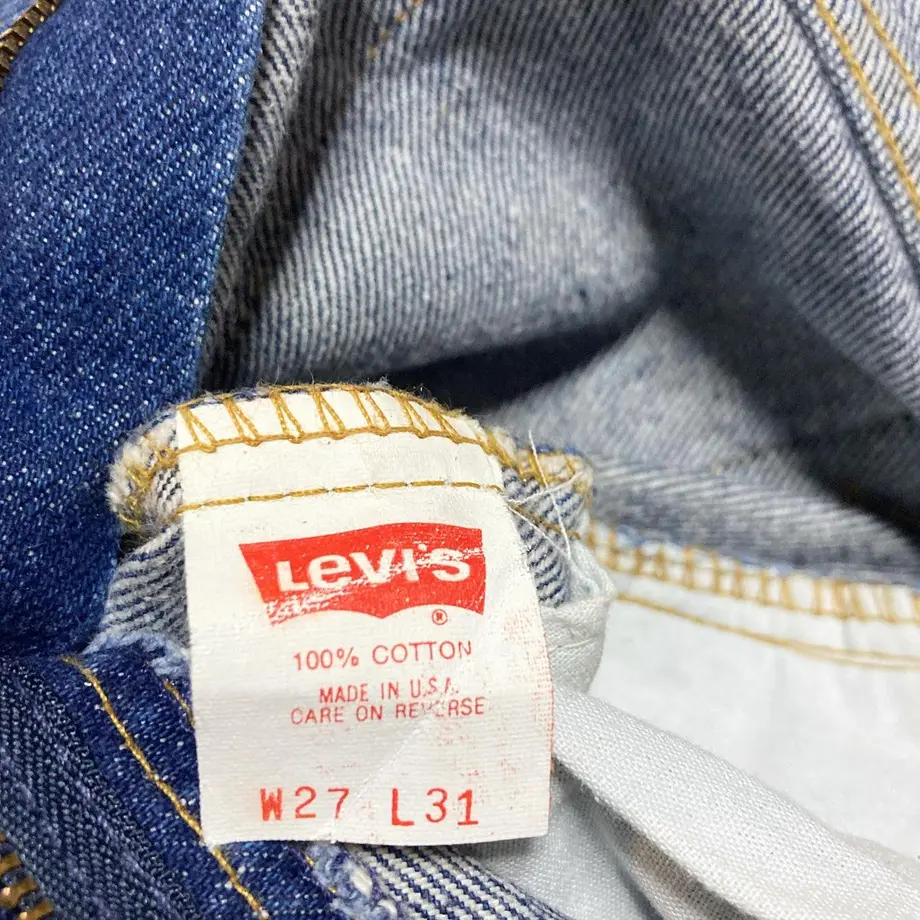 Levi's
®
100% COTTON
MADE IN U.S.A.
CARE ON REVERSE
W27 L31